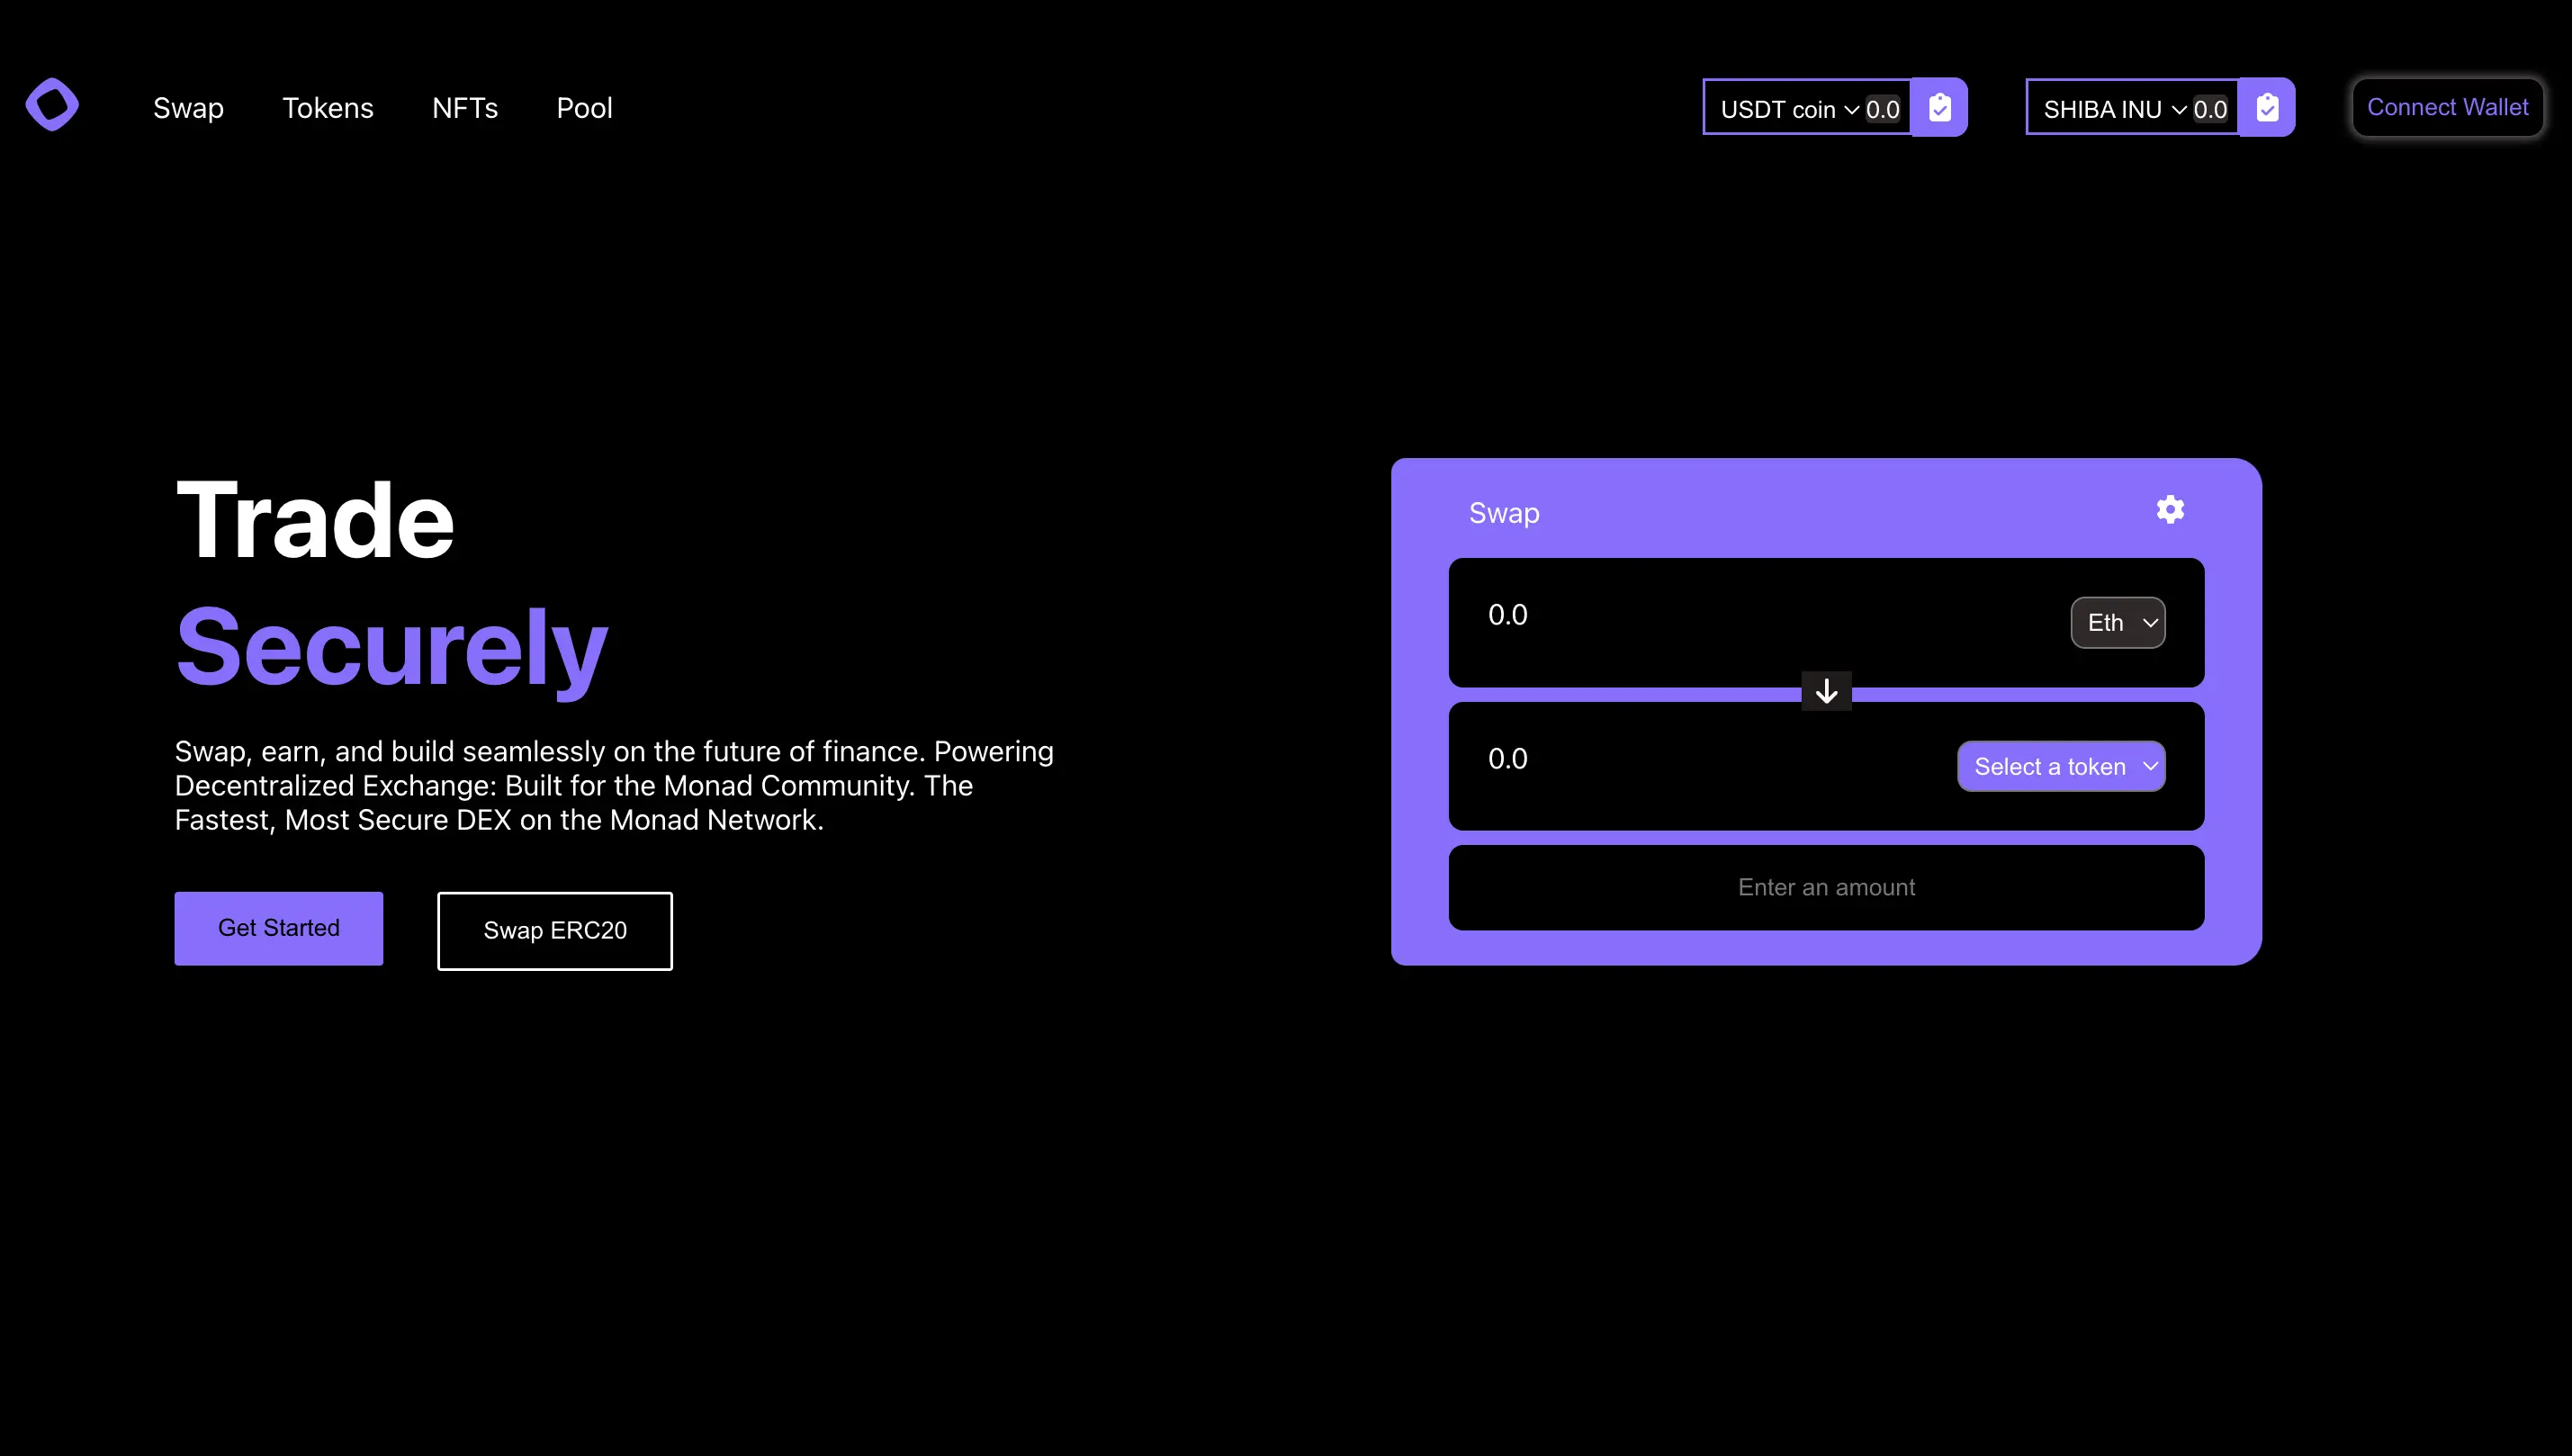 Swap Tokens NFTs Pool USDT coin 0.0 SHIBA INU 0.0 Connect Wallet
Trade
Securely
Swap, earn, and build seamlessly on the future of finance. Powering
Decentralized Exchange: Built for the Monad Community. The
Fastest, Most Secure DEX on the Monad Network.
Get Started Swap ERC20
Swap
0.0 Eth
0.0 Select a token
Enter an amount